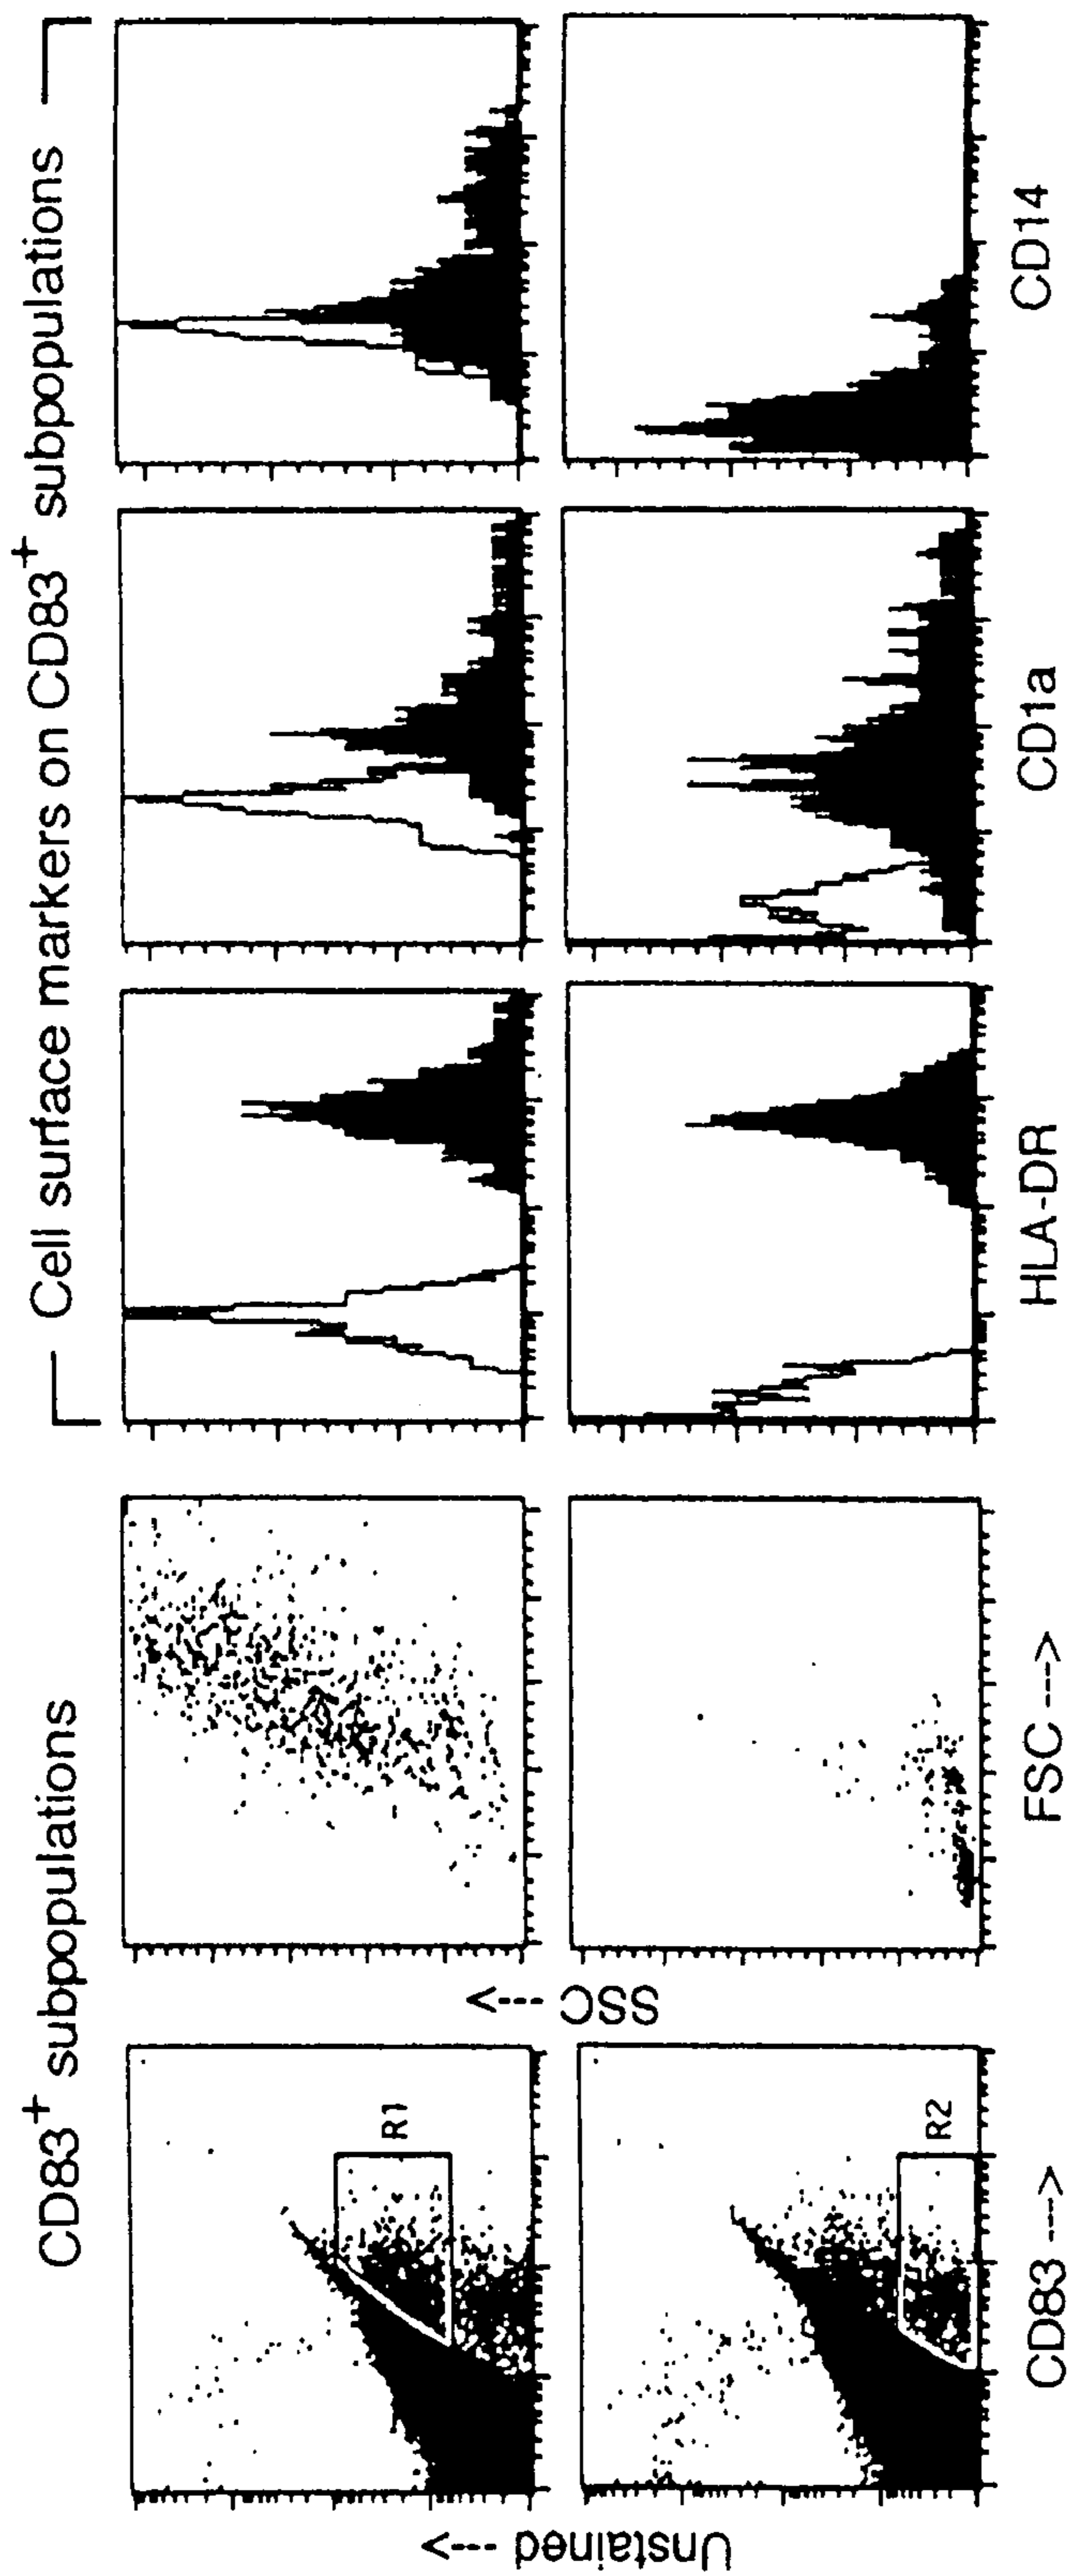 CD83+ subpopulations
Cell surface markers on CD83+ subpopulations
Unstained --->
R1
R2
SSC --->
CD83 --->
FSC --->
HLA-DR
CD1a
CD14